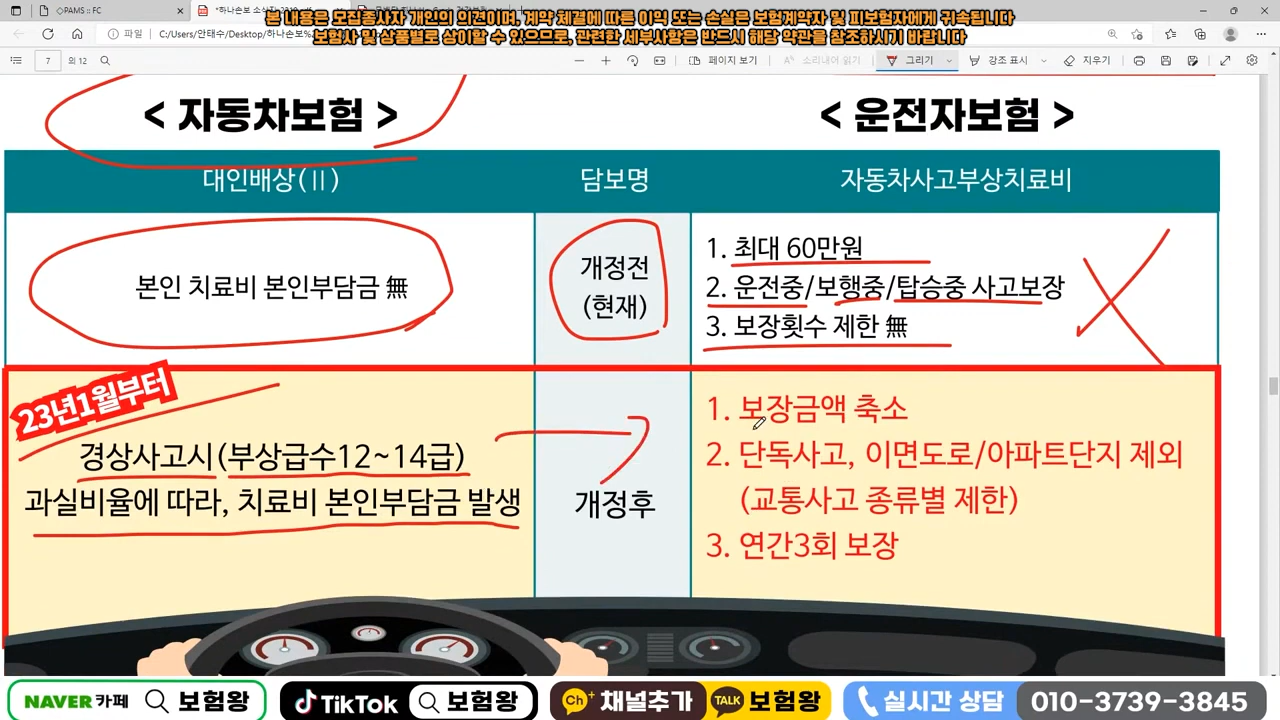 ◇PAMS :: FC
*하나손보 소상
본 내용은 모집종사자 개인의 의견이며, 계약 체결에 따른 이익 또는 손실은 보험계약자 및 피보험자에게 귀속됩니다
보험사 및 상품별로 상이할 수 있으므로, 관련한 세부사항은 반드시 해당 약관을 참조하시기 바랍니다
파일 C:/Users/안태수/Desktop/하나손보%
7 의 12 페이지 보기 소리내어 읽기 그리기 강조 표시 지우기
< 자동차보험 > < 운전자보험 >
대인배상(Ⅱ) 담보명 자동차사고부상치료비
본인 치료비 본인부담금 無
개정전
(현재)
1. 최대 60만원
2. 운전중/보행중/탑승중 사고보장
3. 보장횟수 제한 無
23년1월부터
경상사고시(부상급수12~14급)
과실비율에 따라, 치료비 본인부담금 발생
개정후
1. 보장금액 축소
2. 단독사고, 이면도로/아파트단지 제외
(교통사고 종류별 제한)
3. 연간3회 보장
NAVER 카페 보험왕 TikTok 보험왕 Ch+ 채널추가 TALK 보험왕 실시간 상담 010-3739-3845